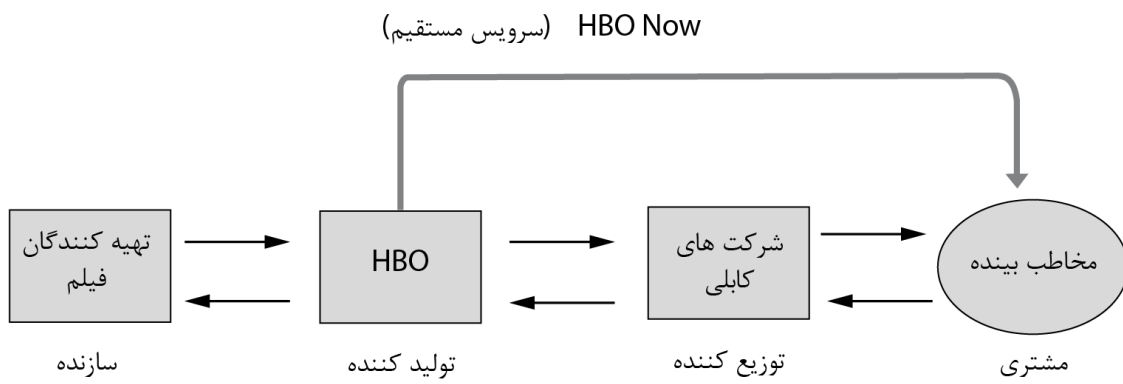 HBO Now (سرویس مستقیم)
تهیه کنندگان
فیلم
HBO
شرکت های
کابلی
مخاطب بیننده
سازنده
تولید کننده
توزیع کننده
مشتری